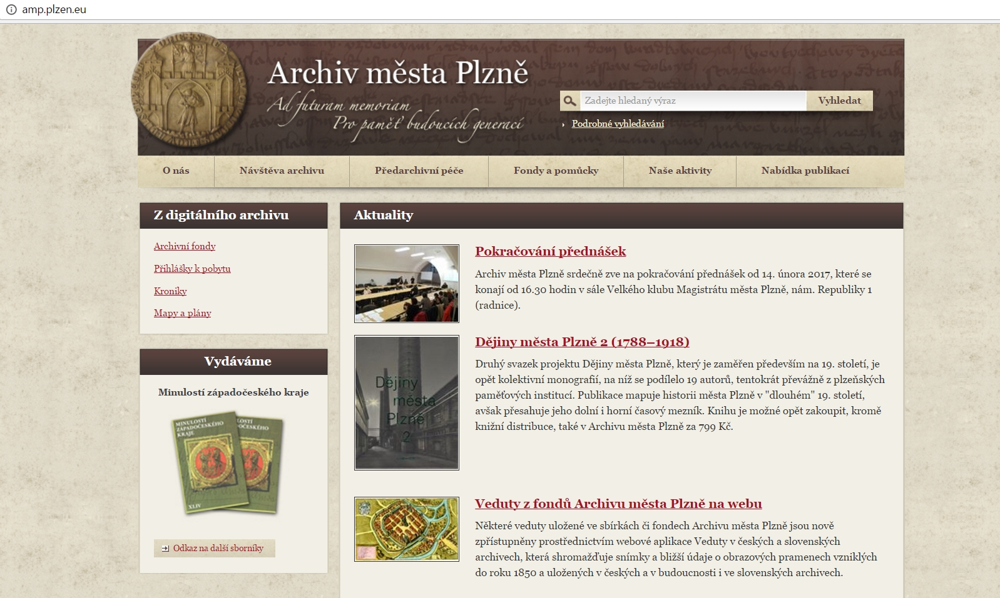 amp.plzen.eu
Archiv města Plzně
Ad futuram memoriam
Pro paměť budoucích generací
Zadejte hledaný výraz
Vyhledat
Podrobné vyhledávání
O nás
Návštěva archivu
Předarchivní péče
Fondy a pomůcky
Naše aktivity
Nabídka publikací
Z digitálního archivu
Archivní fondy
Přihlášky k pobytu
Kroniky
Mapy a plány
Vydáváme
Minulostí západočeského kraje
MINULOSTÍ
ZÁPADOČESKÉHO
KRAJE
XLIV
Odkaz na další sborníky
Aktuality
Pokračování přednášek
Archiv města Plzně srdečně zve na pokračování přednášek od 14. února 2017, které se
konají od 16.30 hodin v sále Velkého klubu Magistrátu města Plzně, nám. Republiky 1
(radnice).
Dějiny
města
Plzně
2
Dějiny města Plzně 2 (1788–1918)
Druhý svazek projektu Dějiny města Plzně, který je zaměřen především na 19. století, je
opět kolektivní monografií, na níž se podílelo 19 autorů, tentokrát převážně z plzeňských
paměťových institucí. Publikace mapuje historii města Plzně v "dlouhém" 19. století,
avšak přesahuje jeho dolní i horní časový mezník. Knihu je možné opět zakoupit, kromě
knižní distribuce, také v Archivu města Plzně za 799 Kč.
Veduty z fondů Archivu města Plzně na webu
Některé veduty uložené ve sbírkách či fondech Archivu města Plzně jsou nově
zpřístupněny prostřednictvím webové aplikace Veduty v českých a slovenských
archivech, která shromažďuje snímky a bližší údaje o obrazových pramenech vzniklých
do roku 1850 a uložených v českých a v budoucnosti i ve slovenských archivech.